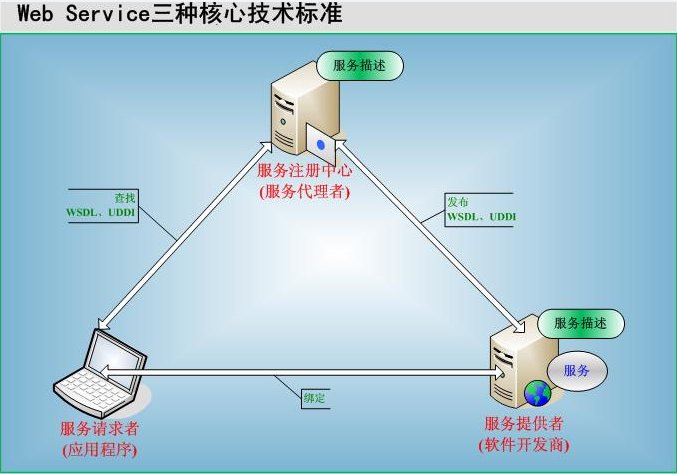 Web Service三种核心技术标准
服务描述
服务注册中心
(服务代理者)
查找
WSDL、UDDI
发布
WSDL、UDDI
服务描述
服务
绑定
服务请求者
(应用程序)
服务提供者
(软件开发商)